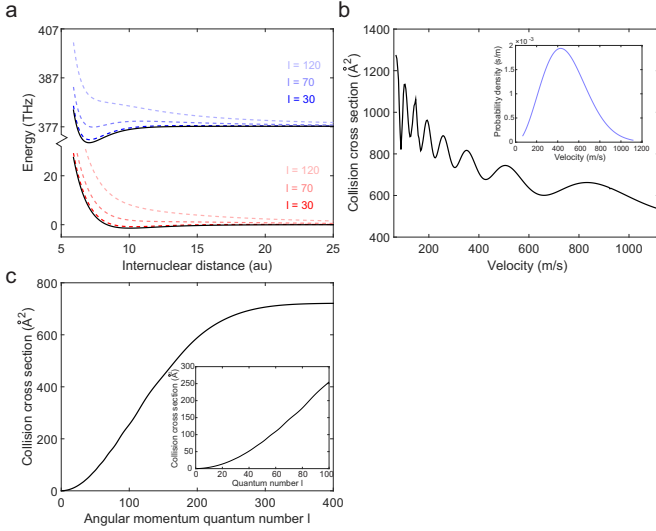 a
407
387
377
20
0
Energy (THz)
l = 120
l = 70
l = 30
l = 120
l = 70
l = 30
5
10
15
20
25
Internuclear distance (au)
b
1400
1200
1000
800
600
400
Collision cross section (Å²)
200
400
600
800
1000
Velocity (m/s)
×10⁻³
2
1.5
1
0.5
0
Probability density (s/m)
200
400
600
800
1000
1200
Velocity (m/s)
c
800
600
400
200
0
Collision cross section (Å²)
0
100
200
300
400
Angular momentum quantum number l
300
250
200
150
100
50
0
Collision cross section (Å²)
0
20
40
60
80
100
Quantum number l